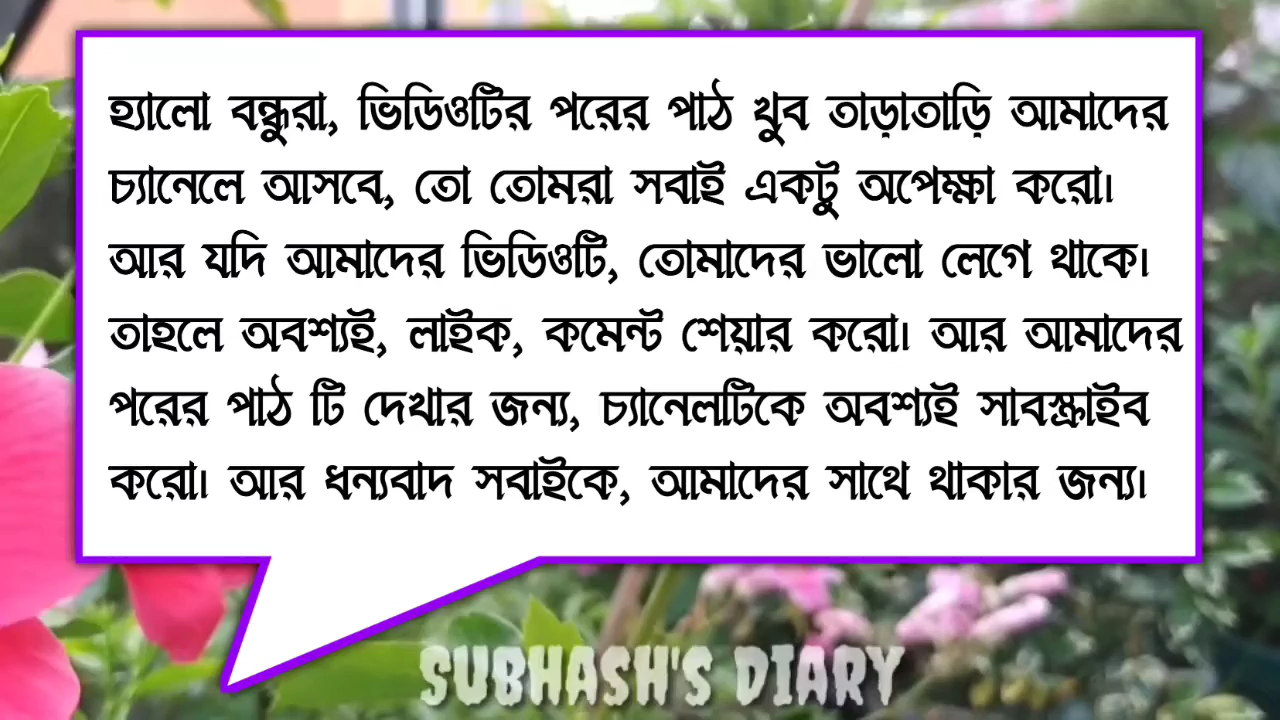 হ্যালো বন্ধুরা, ভিডিওটির পরের পাঠ খুব তাড়াতাড়ি আমাদের
চ্যানেলে আসবে, তো তোমরা সবাই একটু অপেক্ষা করো।
আর যদি আমাদের ভিডিওটি, তোমাদের ভালো লেগে থাকে।
তাহলে অবশ্যই, লাইক, কমেন্ট শেয়ার করো। আর আমাদের
পরের পাঠ টি দেখার জন্য, চ্যানেলটিকে অবশ্যই সাবস্ক্রাইব
করো। আর ধন্যবাদ সবাইকে, আমাদের সাথে থাকার জন্য।
SUBHASH'S DIARY